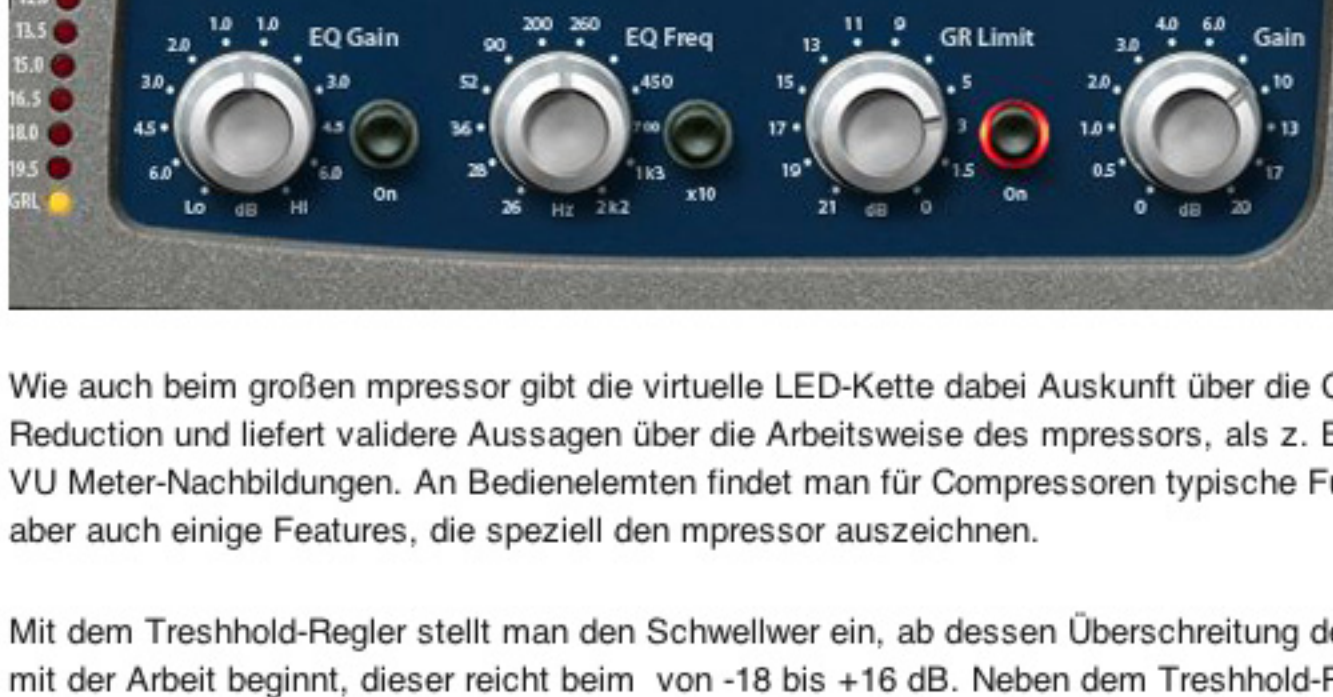 13.5
15.0
16.5
18.0
19.5
GRL
1.0 1.0
2.0
3.0 3.0
4.5 4.5
6.0 6.0
Lo dB HI
EQ Gain
On
200 260
90
52 450
36 700
28 1k3
26 Hz 2k2
EQ Freq
x10
11 9
13
15 5
17 3
19 1.5
21 dB 0
GR Limit
On
4.0 6.0
3.0
2.0 10
1.0 13
0.5 17
0 dB 20
Gain
Wie auch beim großen mpressor gibt die virtuelle LED-Kette dabei Auskunft über die
Reduction und liefert validere Aussagen über die Arbeitsweise des mpressors, als z.
VU Meter-Nachbildungen. An Bedienelemten findet man für Compressoren typische
aber auch einige Features, die speziell den mpressor auszeichnen.
Mit dem Treshhold-Regler stellt man den Schwellwer ein, ab dessen Überschreitung
mit der Arbeit beginnt, dieser reicht beim von -18 bis +16 dB. Neben dem